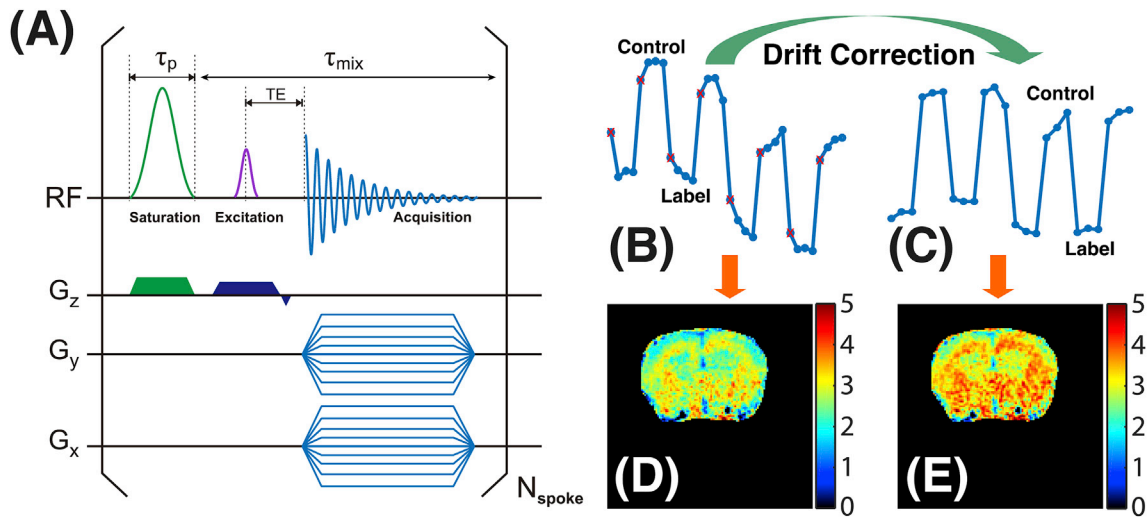 (A)
τp
τmix
TE
RF
Saturation
Excitation
Acquisition
Gz
Gy
Gx
Nspoke
Control
Drift Correction
Label
(B)
Control
Label
(C)
5
4
3
2
1
0
(D)
5
4
3
2
1
0
(E)